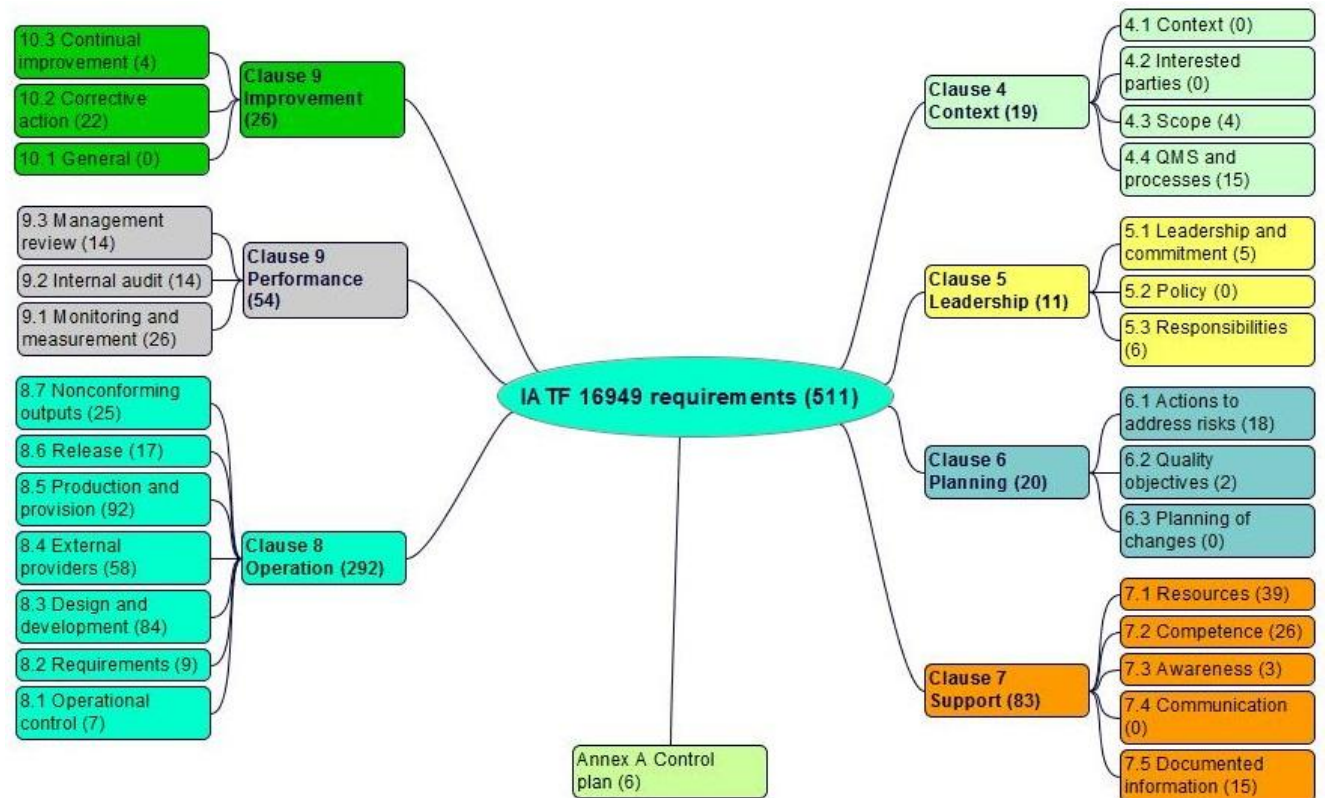 10.3 Continual
improvement (4)
10.2 Corrective
action (22)
10.1 General (0)
Clause 9
Improvement
(26)
9.3 Management
review (14)
9.2 Internal audit (14)
9.1 Monitoring and
measurement (26)
Clause 9
Performance
(54)
8.7 Nonconforming
outputs (25)
8.6 Release (17)
8.5 Production and
provision (92)
8.4 External
providers (58)
8.3 Design and
development (84)
8.2 Requirements (9)
8.1 Operational
control (7)
Clause 8
Operation (292)
IATF 16949 requirements (511)
Annex A Control
plan (6)
Clause 4
Context (19)
4.1 Context (0)
4.2 Interested
parties (0)
4.3 Scope (4)
4.4 QMS and
processes (15)
Clause 5
Leadership (11)
5.1 Leadership and
commitment (5)
5.2 Policy (0)
5.3 Responsibilities
(6)
Clause 6
Planning (20)
6.1 Actions to
address risks (18)
6.2 Quality
objectives (2)
6.3 Planning of
changes (0)
Clause 7
Support (83)
7.1 Resources (39)
7.2 Competence (26)
7.3 Awareness (3)
7.4 Communication
(0)
7.5 Documented
information (15)